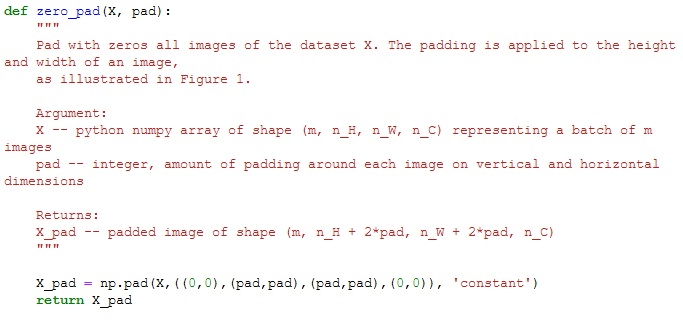 def zero_pad(X, pad):
    """
    Pad with zeros all images of the dataset X. The padding is applied to the height
and width of an image,
    as illustrated in Figure 1.

    Argument:
    X -- python numpy array of shape (m, n_H, n_W, n_C) representing a batch of m
images
    pad -- integer, amount of padding around each image on vertical and horizontal
dimensions

    Returns:
    X_pad -- padded image of shape (m, n_H + 2*pad, n_W + 2*pad, n_C)
    """

    X_pad = np.pad(X,((0,0),(pad,pad),(pad,pad),(0,0)), 'constant')
    return X_pad